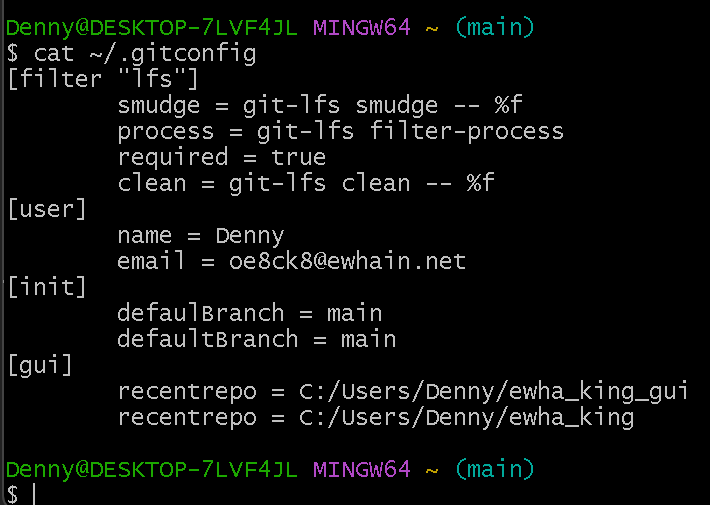 Denny@DESKTOP-7LVF4JL MINGW64 ~ (main)
$ cat ~/.gitconfig
[filter "lfs"]
        smudge = git-lfs smudge -- %f
        process = git-lfs filter-process
        required = true
        clean = git-lfs clean -- %f
[user]
        name = Denny
        email = oe8ck8@ewhain.net
[init]
        defaulBranch = main
        defaultBranch = main
[gui]
        recentrepo = C:/Users/Denny/ewha_king_gui
        recentrepo = C:/Users/Denny/ewha_king
Denny@DESKTOP-7LVF4JL MINGW64 ~ (main)
$